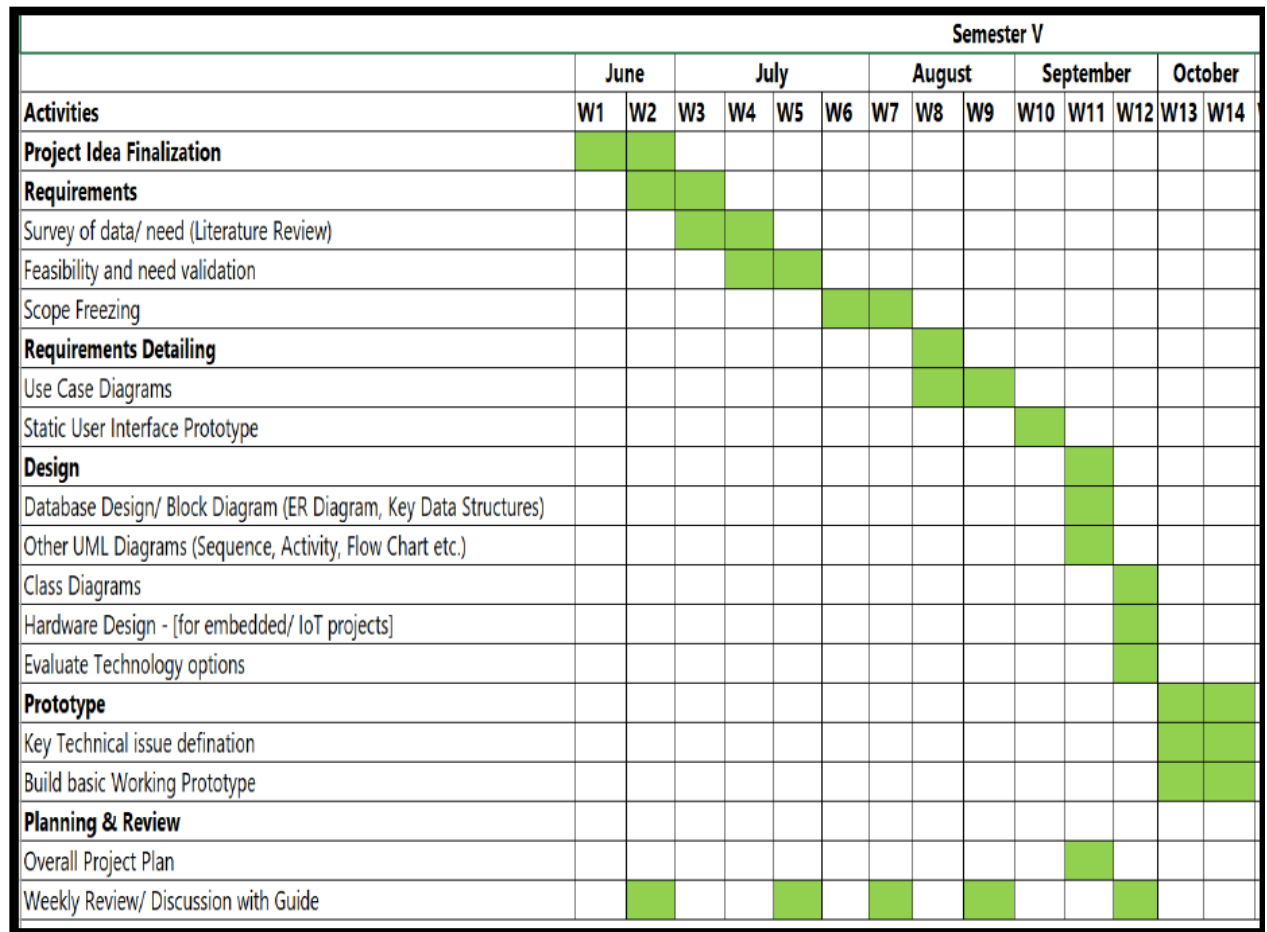 Semester V
June July August September October
Activities W1 W2 W3 W4 W5 W6 W7 W8 W9 W10 W11 W12 W13 W14
Project Idea Finalization
Requirements
Survey of data/ need (Literature Review)
Feasibility and need validation
Scope Freezing
Requirements Detailing
Use Case Diagrams
Static User Interface Prototype
Design
Database Design/ Block Diagram (ER Diagram, Key Data Structures)
Other UML Diagrams (Sequence, Activity, Flow Chart etc.)
Class Diagrams
Hardware Design - [for embedded/ IoT projects]
Evaluate Technology options
Prototype
Key Technical issue defination
Build basic Working Prototype
Planning & Review
Overall Project Plan
Weekly Review/ Discussion with Guide